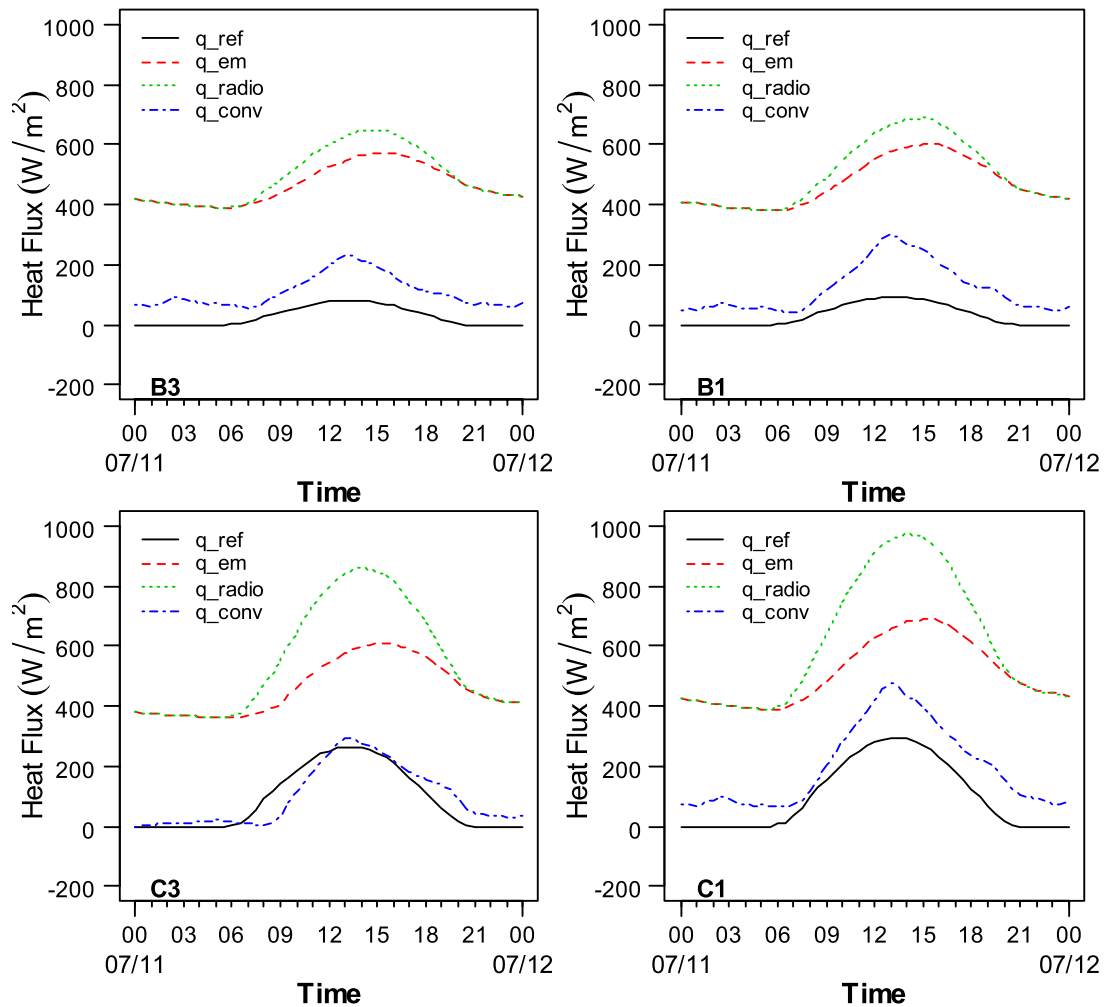 1000
800
600
400
200
0
-200
Heat Flux (W/m²)
q_ref
q_em
q_radio
q_conv
B3
00 03 06 09 12 15 18 21 00
07/11 07/12
Time
1000
800
600
400
200
0
-200
Heat Flux (W/m²)
q_ref
q_em
q_radio
q_conv
B1
00 03 06 09 12 15 18 21 00
07/11 07/12
Time
1000
800
600
400
200
0
-200
Heat Flux (W/m²)
q_ref
q_em
q_radio
q_conv
C3
00 03 06 09 12 15 18 21 00
07/11 07/12
Time
1000
800
600
400
200
0
-200
Heat Flux (W/m²)
q_ref
q_em
q_radio
q_conv
C1
00 03 06 09 12 15 18 21 00
07/11 07/12
Time